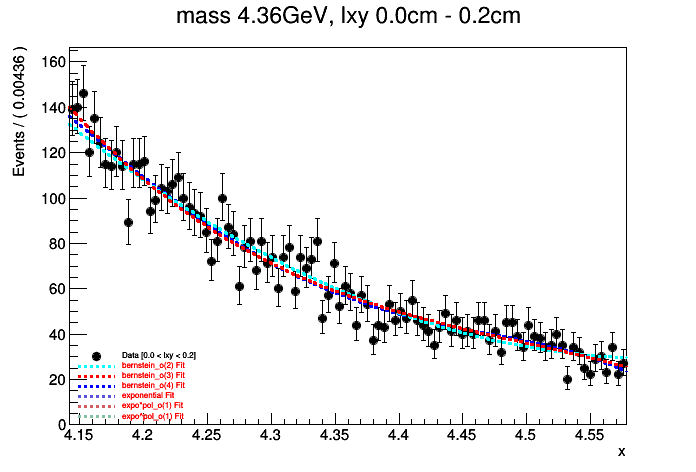 mass 4.36GeV, lxy 0.0cm - 0.2cm
Events / ( 0.00436 )
160
140
120
100
80
60
40
20
0
Data [0.0 < lxy < 0.2]
bernstein_o(2) Fit
bernstein_o(3) Fit
bernstein_o(4) Fit
exponential Fit
expo*pol_o(1) Fit
expo*pol_o(1) Fit
4.15 4.2 4.25 4.3 4.35 4.4 4.45 4.5 4.55
x